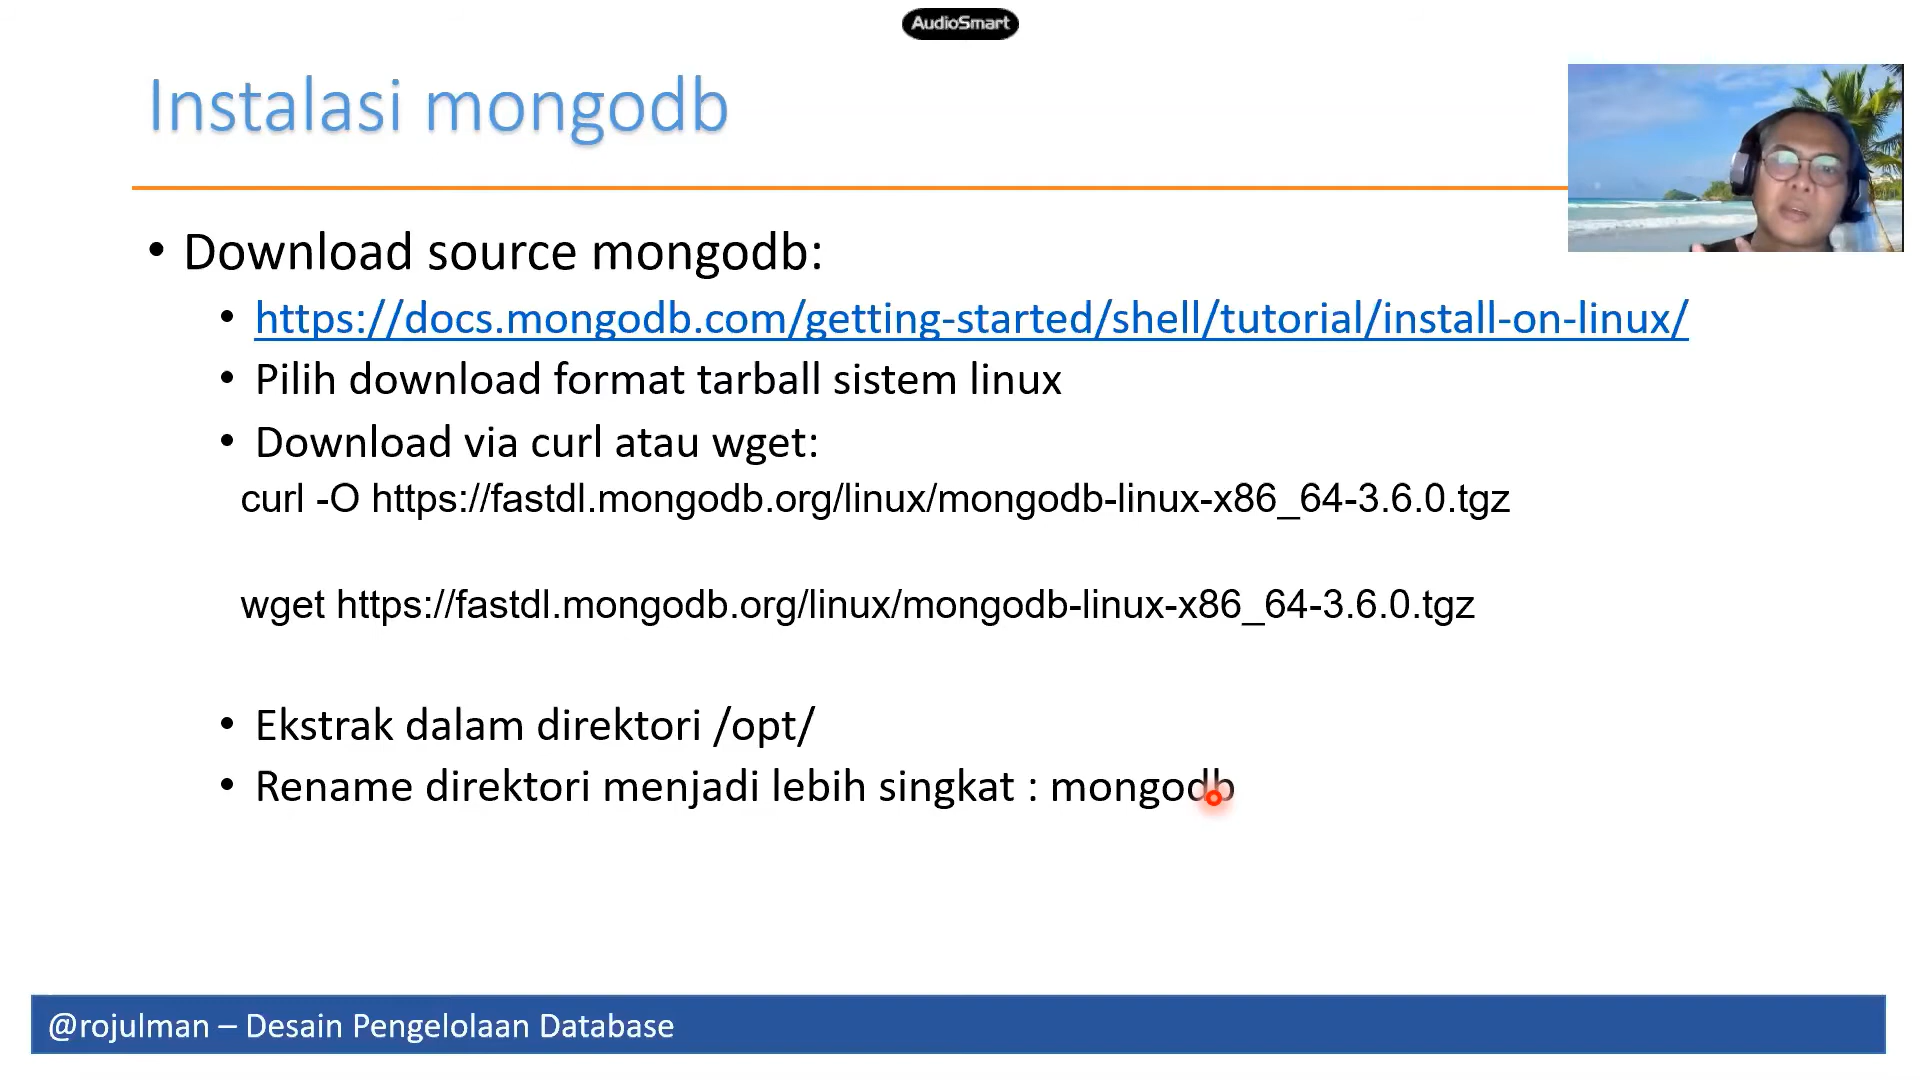 AudioSmart
Instalasi mongodb
• Download source mongodb:
• https://docs.mongodb.com/getting-started/shell/tutorial/install-on-linux/
• Pilih download format tarball sistem linux
• Download via curl atau wget:
curl -O https://fastdl.mongodb.org/linux/mongodb-linux-x86_64-3.6.0.tgz
wget https://fastdl.mongodb.org/linux/mongodb-linux-x86_64-3.6.0.tgz
• Ekstrak dalam direktori /opt/
• Rename direktori menjadi lebih singkat : mongodb
@rojulman – Desain Pengelolaan Database